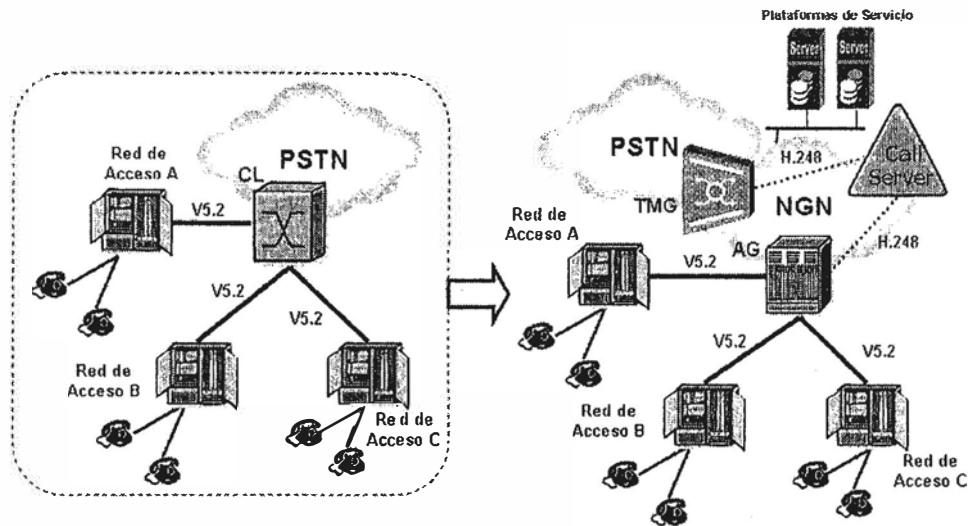 Plataformas de Servicio
Server
Server
PSTN
CL
Red de
Acceso A
V5.2
V5.2
V5.2
Red de
Acceso B
Red de
Acceso C
PSTN
H.248
Call
Server
TMG
NGN
Red de
Acceso A
AG
H.248
V5.2
V5.2
V5.2
Red de
Acceso B
Red de
Acceso C